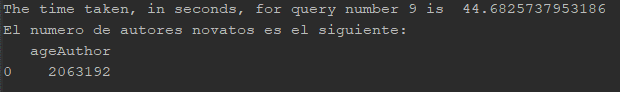 The time taken, in seconds, for query number 9 is  44.6825737953186
El numero de autores novatos es el siguiente:
   ageAuthor
0    2063192